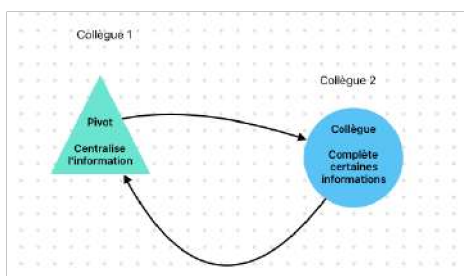 Collègue 1
Collègue 2
Pivot
Centralise
l'information
Collègue
Complète
certaines
informations